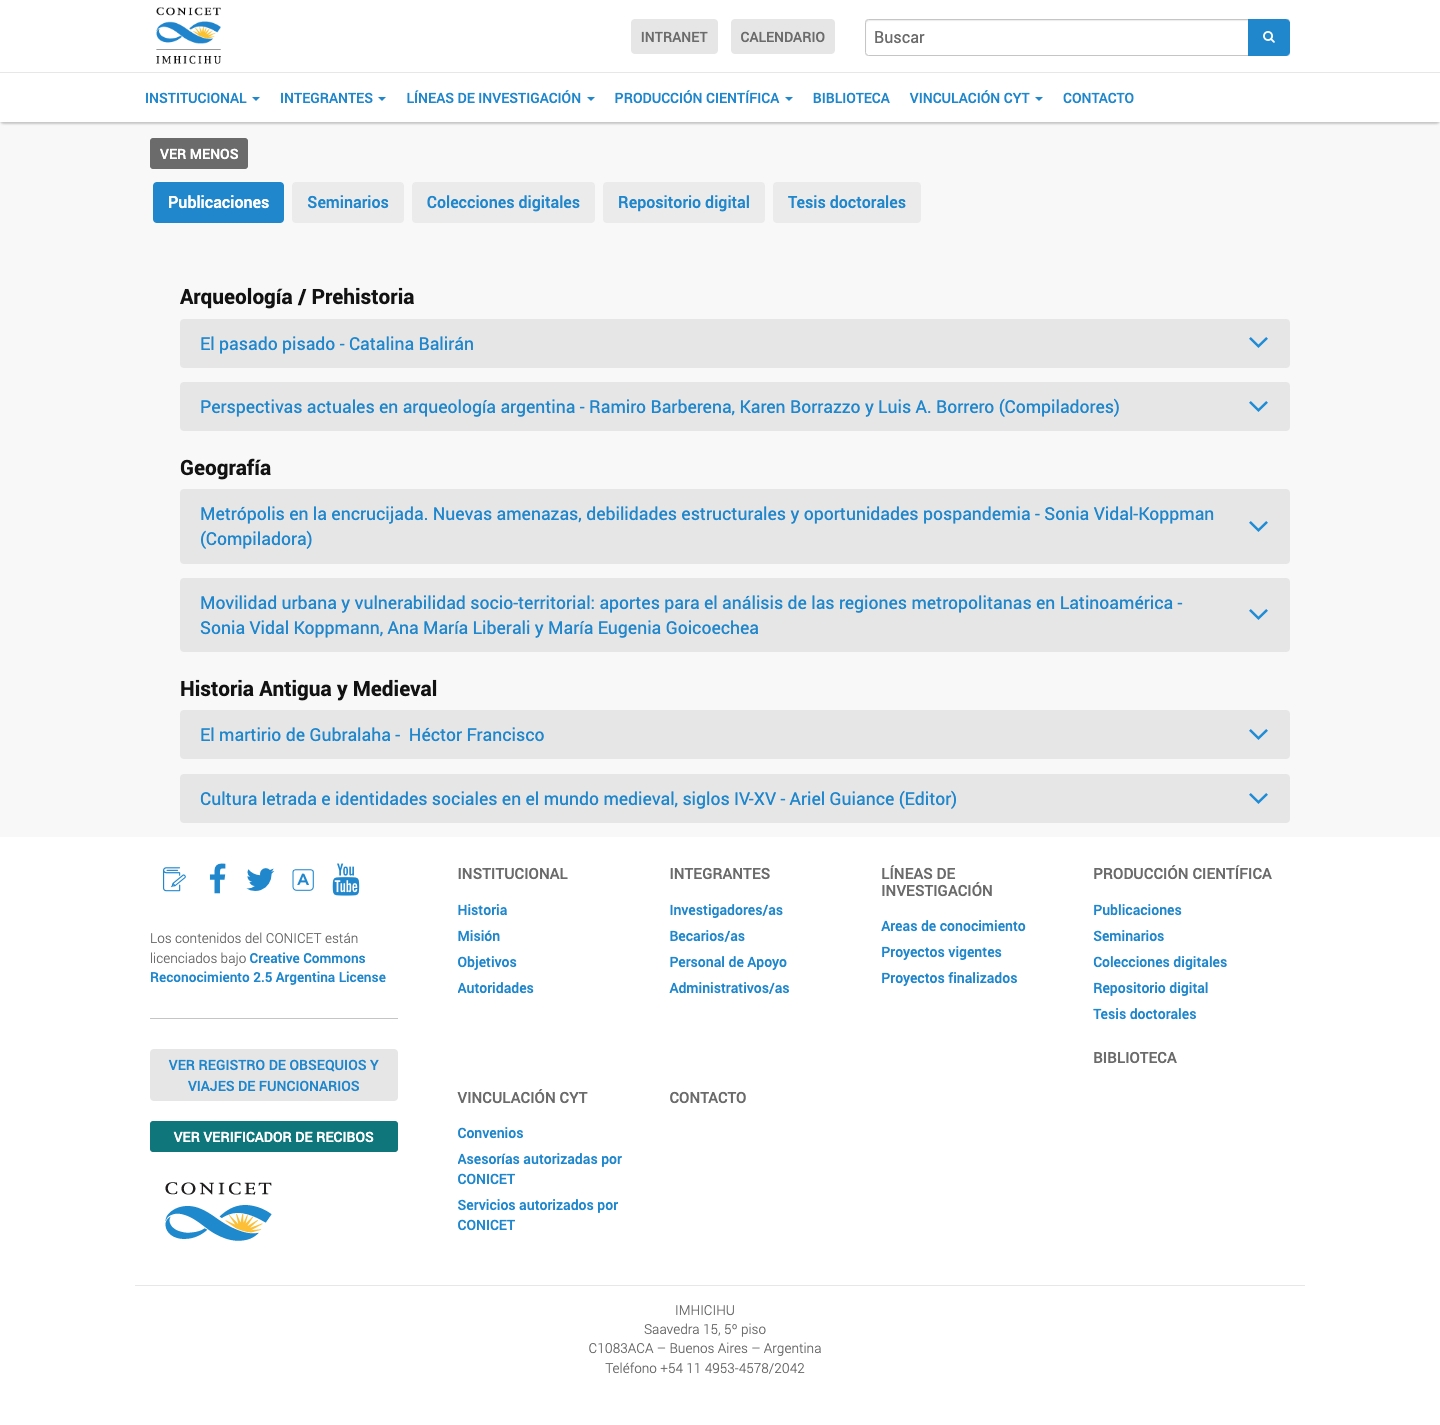 CONICET
IMHICIHU
INTRANET
CALENDARIO
Buscar
INSTITUCIONAL
INTEGRANTES
LÍNEAS DE INVESTIGACIÓN
PRODUCCIÓN CIENTÍFICA
BIBLIOTECA
VINCULACIÓN CYT
CONTACTO
VER MENOS
Publicaciones
Seminarios
Colecciones digitales
Repositorio digital
Tesis doctorales
Arqueología / Prehistoria
El pasado pisado - Catalina Balirán
Perspectivas actuales en arqueología argentina - Ramiro Barberena, Karen Borrazzo y Luis A. Borrero (Compiladores)
Geografía
Metrópolis en la encrucijada. Nuevas amenazas, debilidades estructurales y oportunidades pospandemia - Sonia Vidal-Koppman
(Compiladora)
Movilidad urbana y vulnerabilidad socio-territorial: aportes para el análisis de las regiones metropolitanas en Latinoamérica -
Sonia Vidal Koppmann, Ana María Liberali y María Eugenia Goicoechea
Historia Antigua y Medieval
El martirio de Gubralaha - Héctor Francisco
Cultura letrada e identidades sociales en el mundo medieval, siglos IV-XV - Ariel Guiance (Editor)
A
You
Tube
Los contenidos del CONICET están
licenciados bajo Creative Commons
Reconocimiento 2.5 Argentina License
VER REGISTRO DE OBSEQUIOS Y
VIAJES DE FUNCIONARIOS
VER VERIFICADOR DE RECIBOS
CONICET
INSTITUCIONAL
Historia
Misión
Objetivos
Autoridades
INTEGRANTES
Investigadores/as
Becarios/as
Personal de Apoyo
Administrativos/as
LÍNEAS DE
INVESTIGACIÓN
Areas de conocimiento
Proyectos vigentes
Proyectos finalizados
PRODUCCIÓN CIENTÍFICA
Publicaciones
Seminarios
Colecciones digitales
Repositorio digital
Tesis doctorales
BIBLIOTECA
VINCULACIÓN CYT
Convenios
Asesorías autorizadas por
CONICET
Servicios autorizados por
CONICET
CONTACTO
IMHICIHU
Saavedra 15, 5º piso
C1083ACA – Buenos Aires – Argentina
Teléfono +54 11 4953-4578/2042